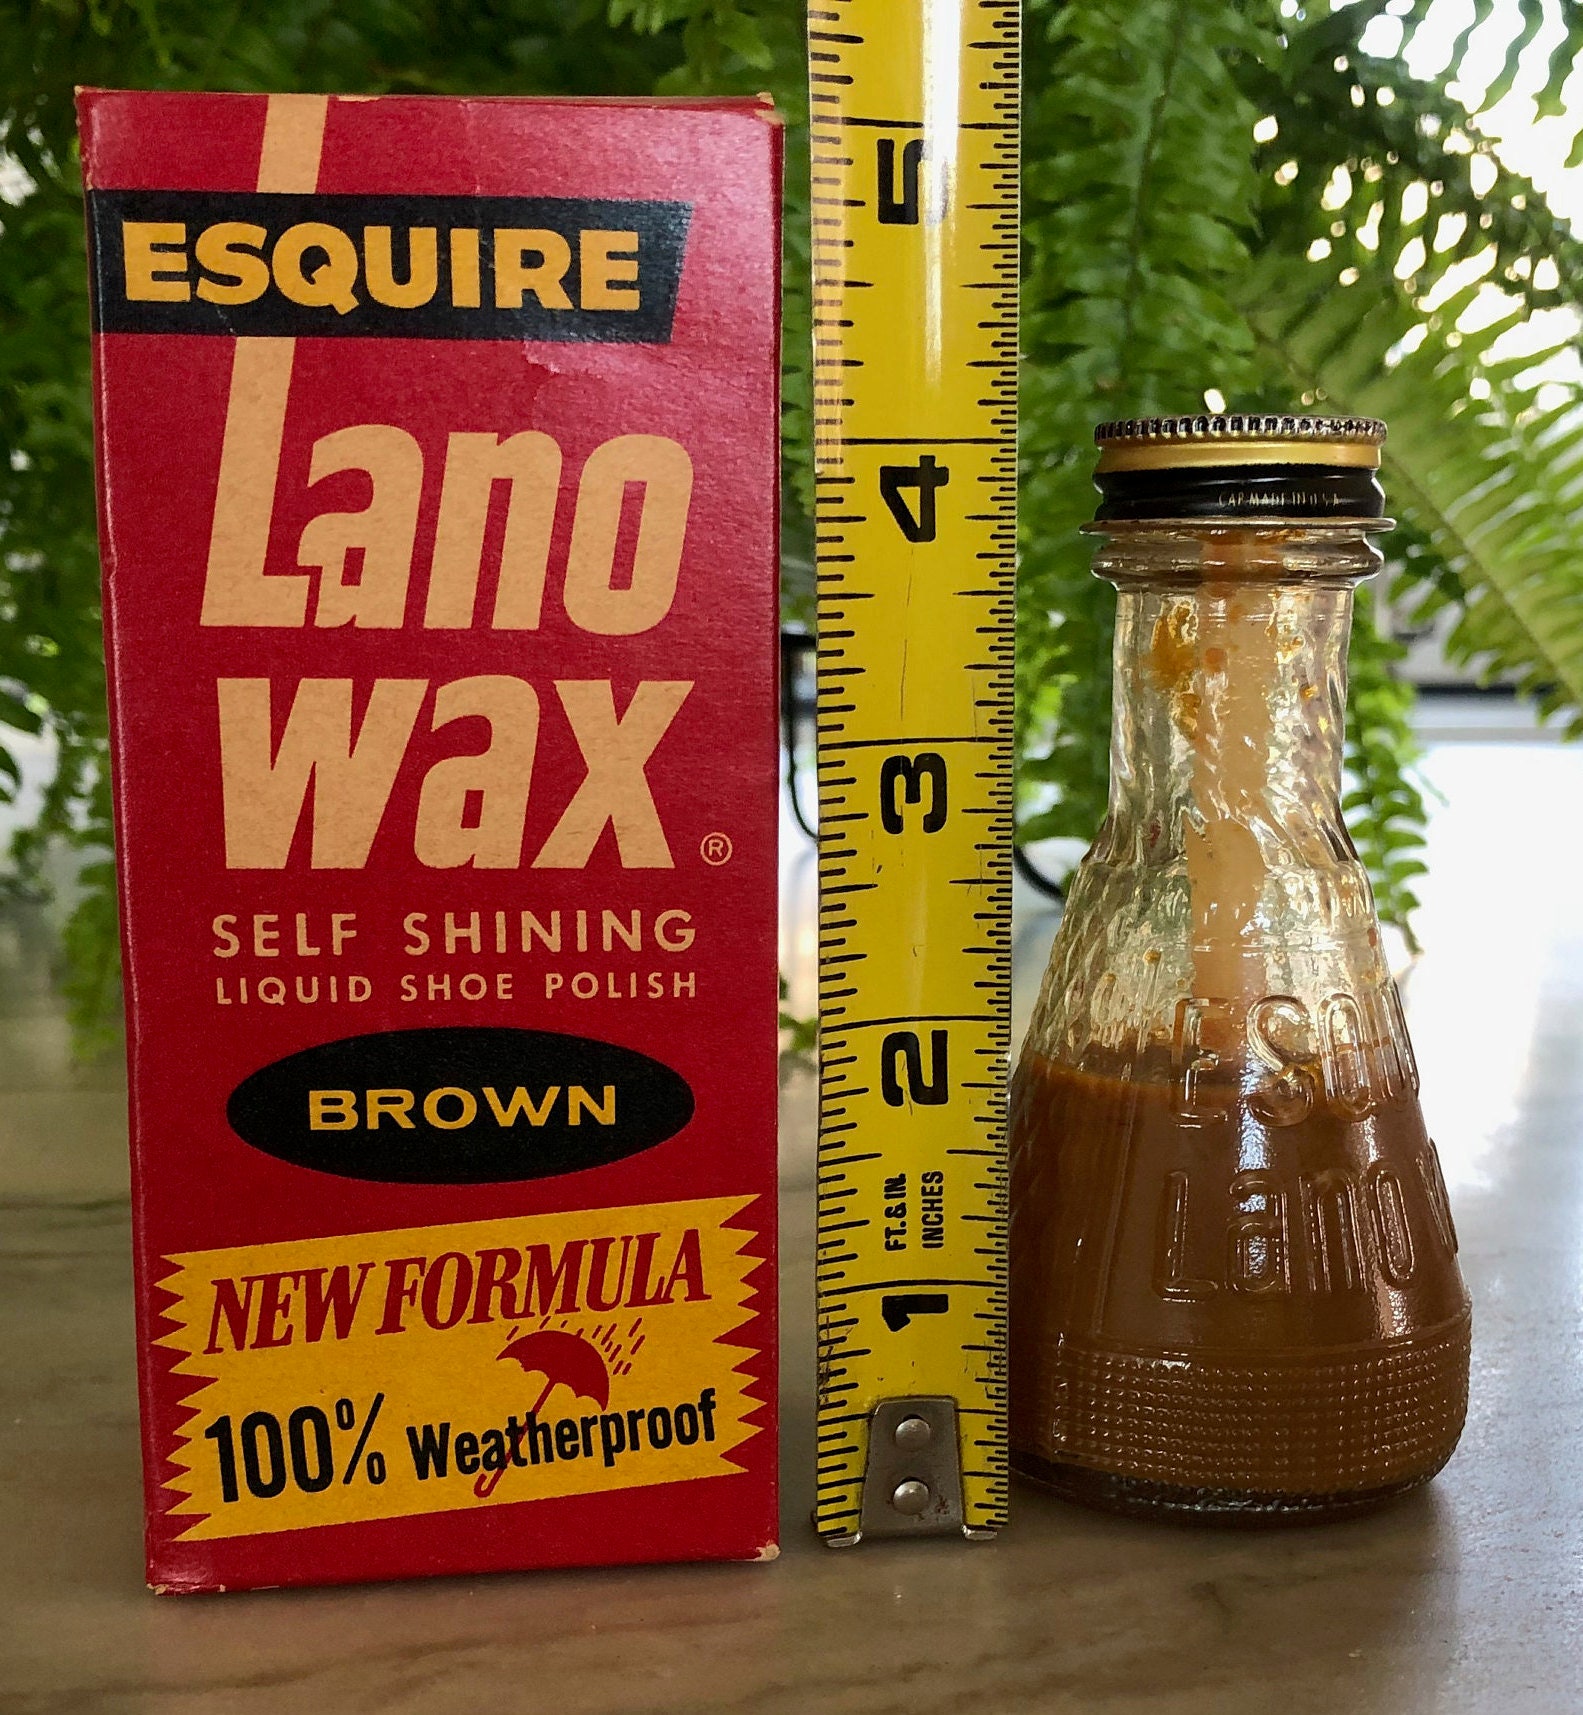 ESQUIRE
Lano
wax®
SELF SHINING
LIQUID SHOE POLISH
BROWN
NEW FORMULA
100% Weatherproof
5
4
3
2
FT. & IN.
INCHES
1
CAP MADE IN U.S.A.
ESQU
Lano